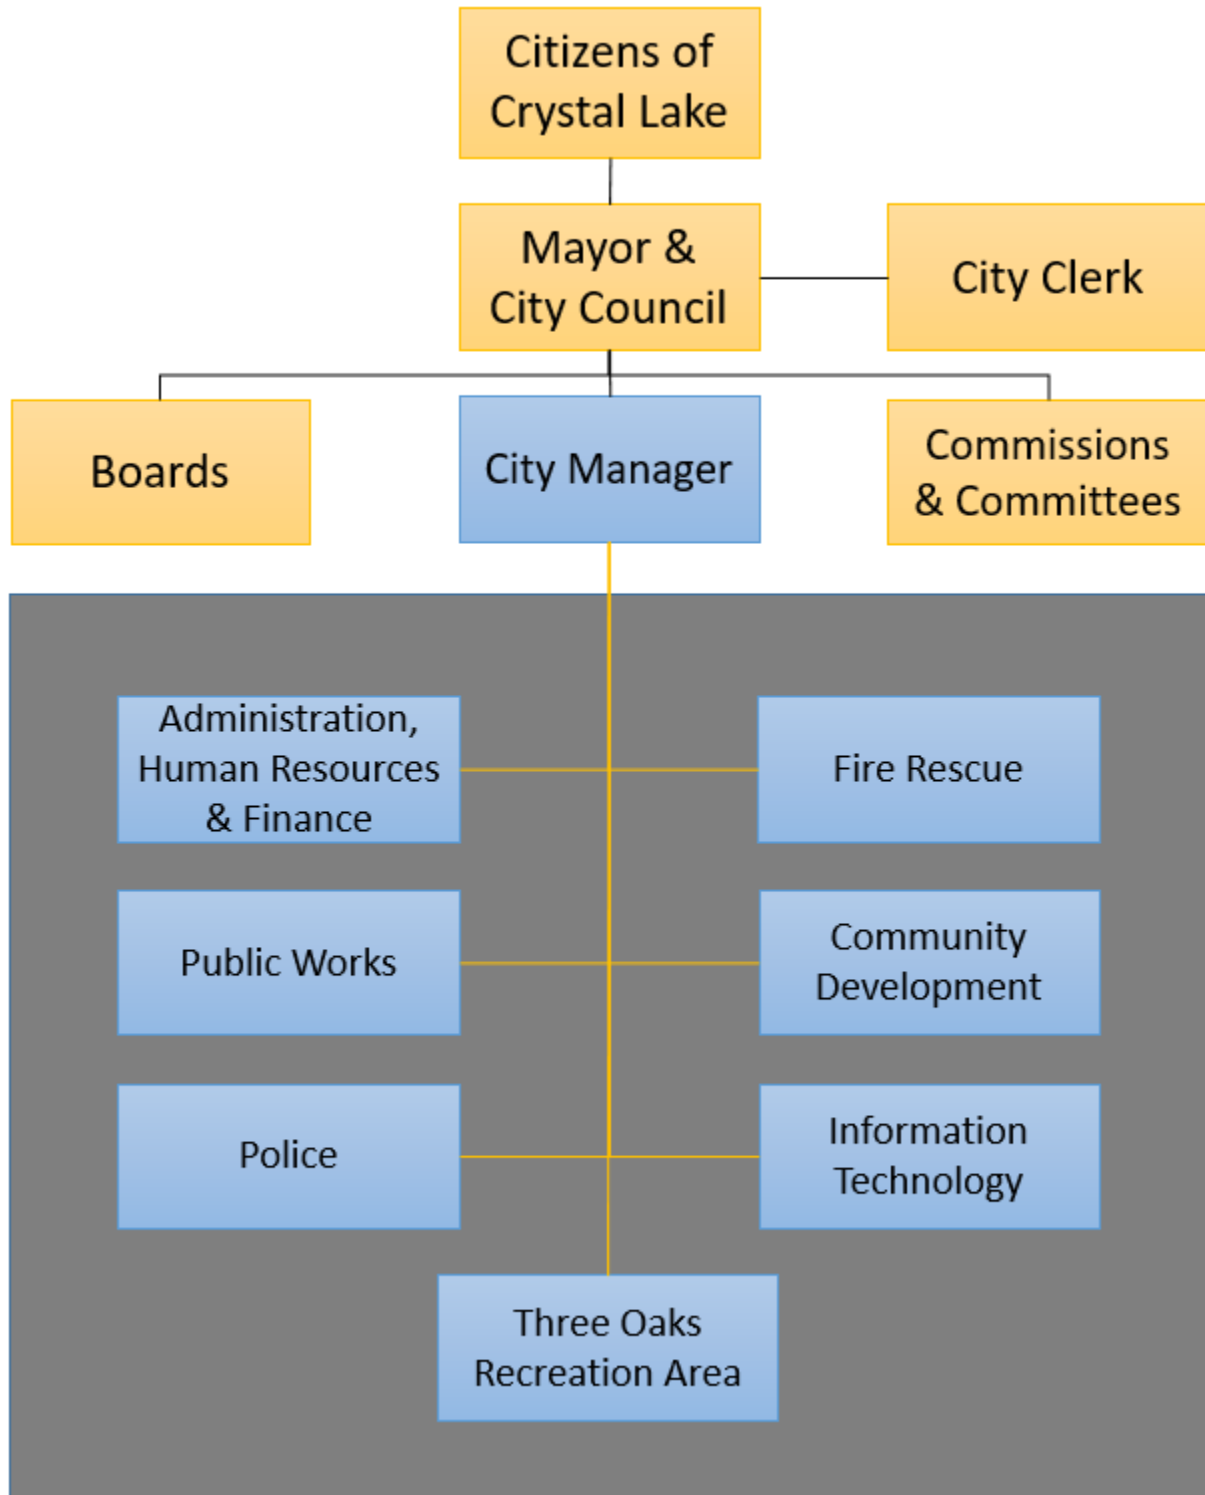 Citizens of
Crystal Lake
Mayor &
City Council
City Clerk
Boards
City Manager
Commissions
& Committees
Administration,
Human Resources
& Finance
Fire Rescue
Public Works
Community
Development
Police
Information
Technology
Three Oaks
Recreation Area